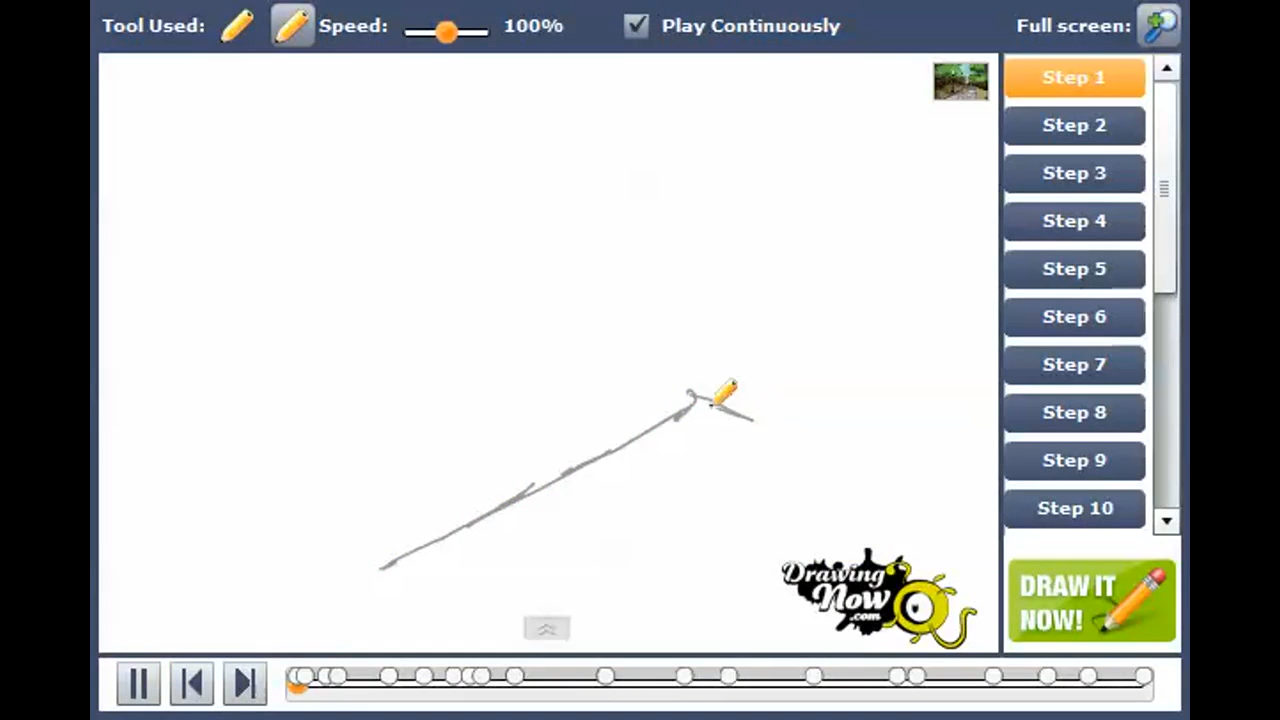 Tool Used: Speed: 100% Play Continuously Full screen:
Step 1
Step 2
Step 3
Step 4
Step 5
Step 6
Step 7
Step 8
Step 9
Step 10
Drawing
Now
.com
DRAW IT
NOW!